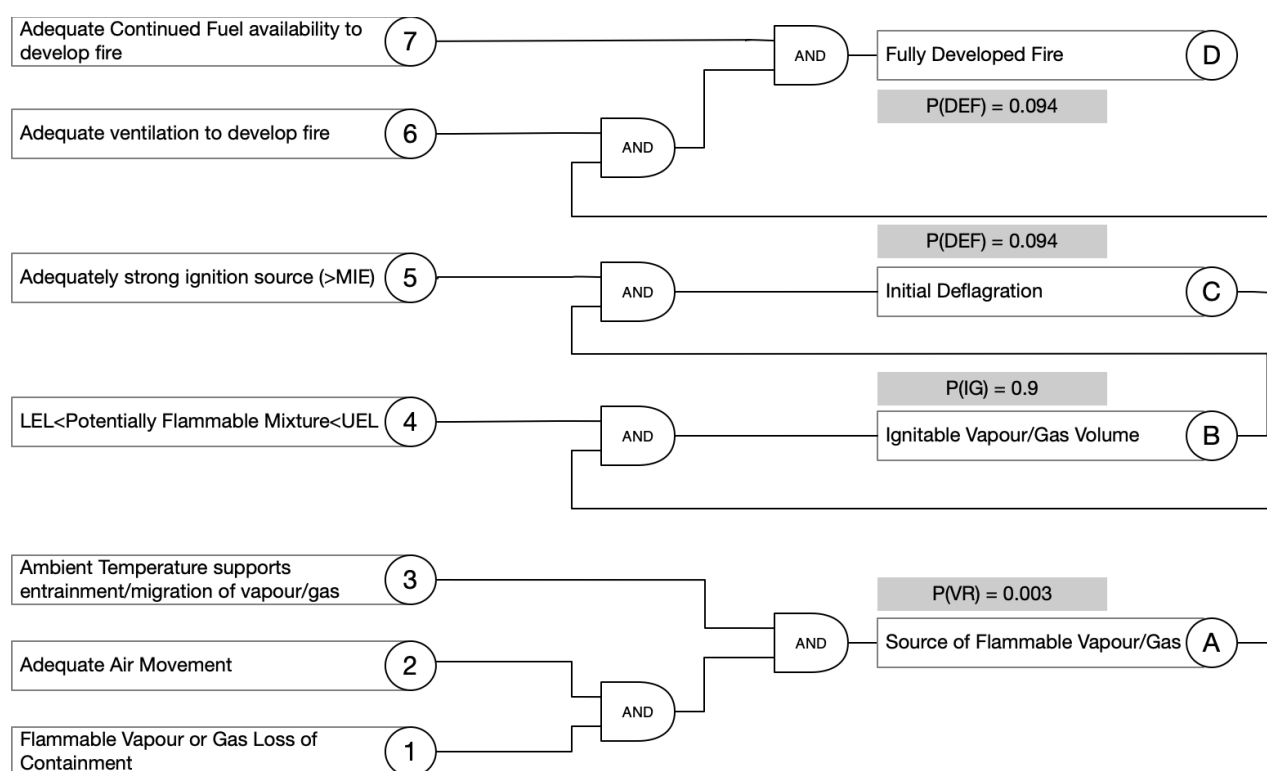 Adequate Continued Fuel availability to
develop fire
7
AND
Fully Developed Fire
D
P(DEF) = 0.094
Adequate ventilation to develop fire
6
AND
P(DEF) = 0.094
Adequately strong ignition source (>MIE)
5
AND
Initial Deflagration
C
P(IG) = 0.9
LEL<Potentially Flammable Mixture<UEL
4
AND
Ignitable Vapour/Gas Volume
B
Ambient Temperature supports
entrainment/migration of vapour/gas
3
P(VR) = 0.003
AND
Source of Flammable Vapour/Gas
A
Adequate Air Movement
2
AND
Flammable Vapour or Gas Loss of
Containment
1